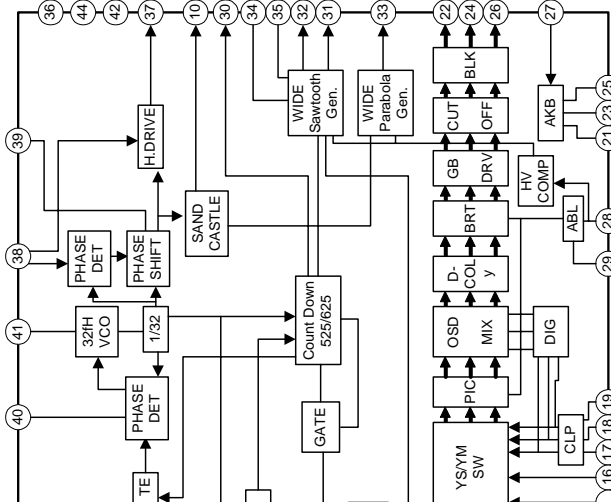 36
44
42
37
10
30
34
35
32
31
33
22
24
26
27
25
23
21
39
38
41
40
28
29
19
18
17
16
H.DRIVE
WIDE
Sawtooth
Gen.
WIDE
Parabola
Gen.
BLK
CUT
OFF
AKB
GB
DRV
HV
COMP
SAND
CASTLE
BRT
ABL
PHASE
DET
PHASE
SHIFT
D-
COL
y
32fH
VCO
1/32
Count Down
525/625
OSD
MIX
DIG
PHASE
DET
PIC
GATE
CLP
YS/YM
SW
TE